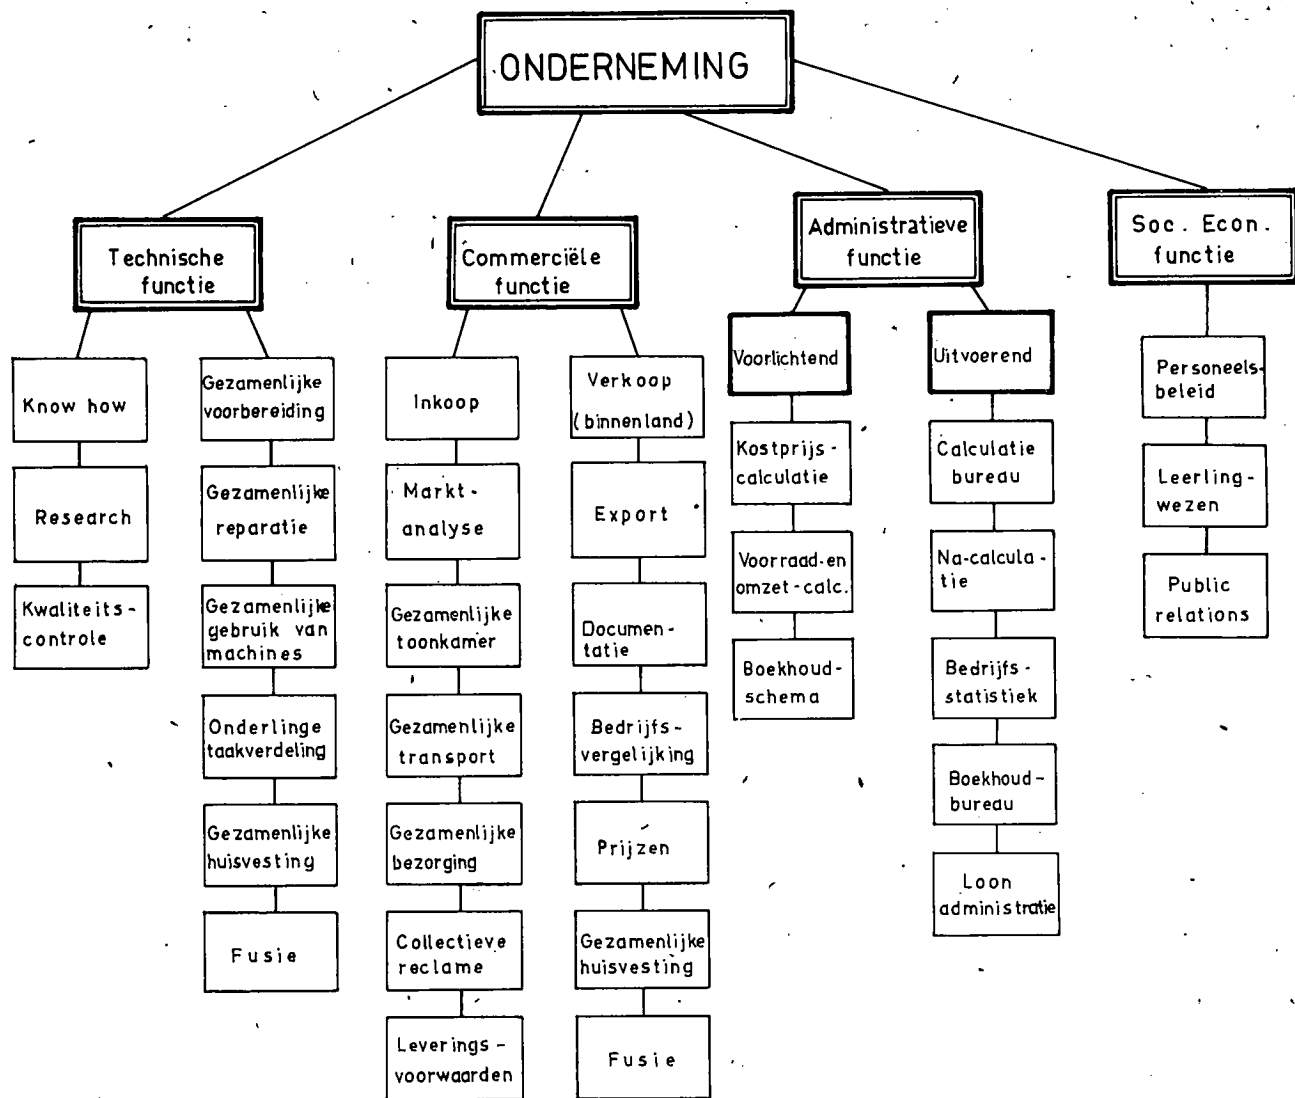 ONDERNEMING
Technische
functie
Know how
Research
Kwaliteits-
controle
Gezamenlijke
voorbereiding
Gezamenlijke
reparatie
Gezamenlijke
gebruik van
machines
Onderlinge
taakverdeling
Gezamenlijke
huisvesting
Fusie
Commerciële
functie
Inkoop
Markt-
analyse
Gezamenlijke
toonkamer
Gezamenlijke
transport
Gezamenlijke
bezorging
Collectieve
reclame
Leverings-
voorwaarden
Verkoop
(binnenland)
Export
Documen-
tatie
Bedrijfs-
vergelijking
Prijzen
Gezamenlijke
huisvesting
Fusie
Administratieve
functie
Voorlichtend
Kostprijs-
calculatie
Voorraad-en
omzet-calc.
Boekhoud-
schema
Uitvoerend
Calculatie
bureau
Na-calcula-
tie
Bedrijfs-
statistiek
Boekhoud-
bureau
Loon
administratie
Soc. Econ.
functie
Personeels-
beleid
Leerling-
wezen
Public
relations